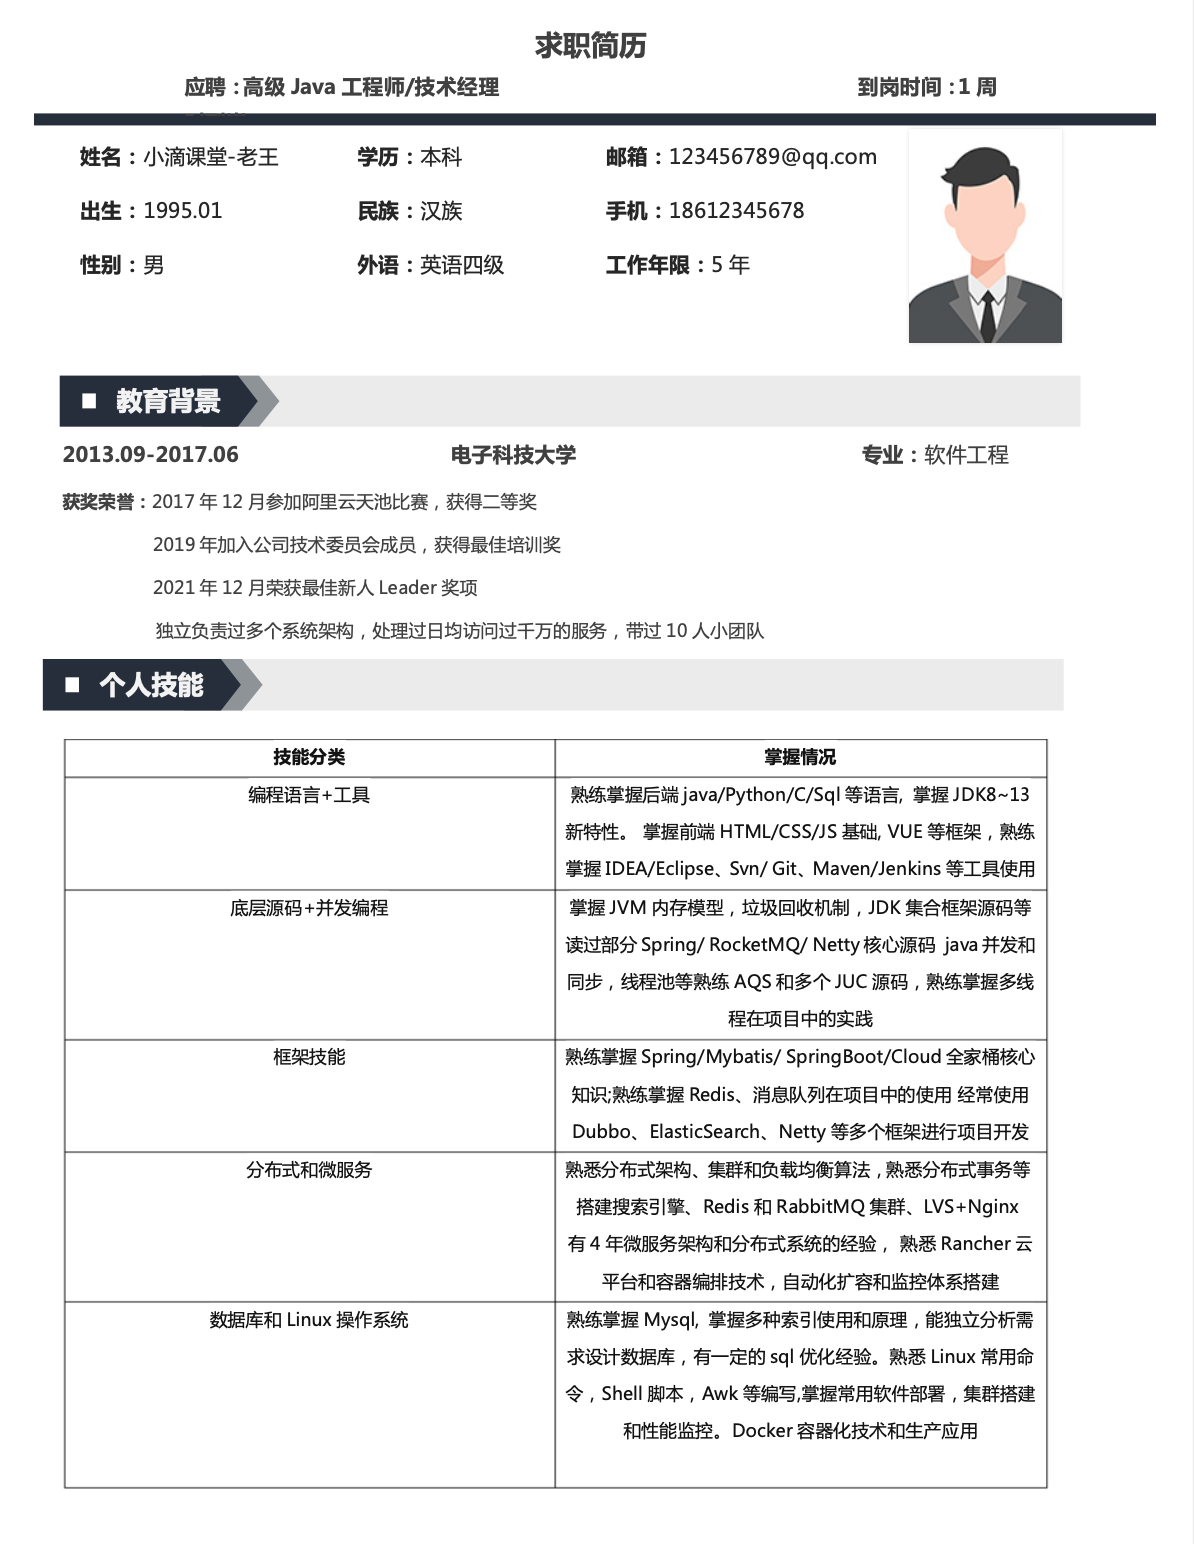 求职简历
应聘：高级 Java 工程师/技术经理 到岗时间：1 周
姓名：小滴课堂-老王 学历：本科 邮箱：123456789@qq.com
出生：1995.01 民族：汉族 手机：18612345678
性别：男 外语：英语四级 工作年限：5 年
教育背景
2013.09-2017.06 电子科技大学 专业：软件工程
获奖荣誉：2017 年 12 月参加阿里云天池比赛，获得二等奖
2019 年加入公司技术委员会成员，获得最佳培训奖
2021 年 12 月荣获最佳新人 Leader 奖项
独立负责过多个系统架构，处理过日均访问过千万的服务，带过 10 人小团队
个人技能
技能分类 掌握情况
编程语言+工具 熟练掌握后端 java/Python/C/Sql 等语言, 掌握 JDK8~13
新特性。 掌握前端 HTML/CSS/JS 基础, VUE 等框架，熟练
掌握 IDEA/Eclipse、Svn/ Git、Maven/Jenkins 等工具使用
底层源码+并发编程 掌握 JVM 内存模型，垃圾回收机制，JDK 集合框架源码等
读过部分 Spring/ RocketMQ/ Netty 核心源码 java 并发和
同步，线程池等熟练 AQS 和多个 JUC 源码，熟练掌握多线
程在项目中的实践
框架技能 熟练掌握 Spring/Mybatis/ SpringBoot/Cloud 全家桶核心
知识;熟练掌握 Redis、消息队列在项目中的使用 经常使用
Dubbo、ElasticSearch、Netty 等多个框架进行项目开发
分布式和微服务 熟悉分布式架构、集群和负载均衡算法，熟悉分布式事务等
搭建搜索引擎、Redis 和 RabbitMQ 集群、LVS+Nginx
有 4 年微服务架构和分布式系统的经验， 熟悉 Rancher 云
平台和容器编排技术，自动化扩容和监控体系搭建
数据库和 Linux 操作系统 熟练掌握 Mysql, 掌握多种索引使用和原理，能独立分析需
求设计数据库，有一定的 sql 优化经验。熟悉 Linux 常用命
令，Shell 脚本，Awk 等编写,掌握常用软件部署，集群搭建
和性能监控。Docker 容器化技术和生产应用